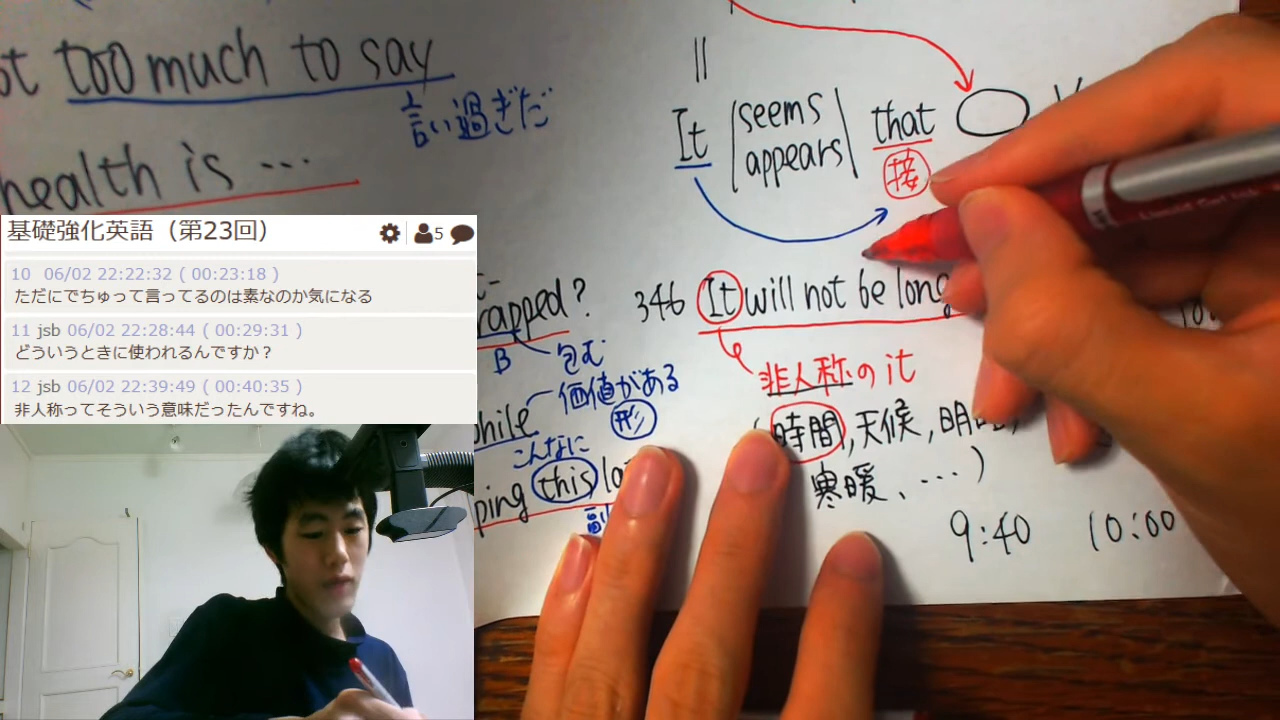 ot too much to say
言い過ぎだ
health is ...
||
It seems that
appears
接
基礎強化英語（第23回）
5
10 06/02 22:22:32 ( 00:23:18 )
ただにでちゅって言ってるのは素なのか気になる
11 jsb 06/02 22:28:44 ( 00:29:31 )
どういうときに使われるんですか？
12 jsb 06/02 22:39:49 ( 00:40:35 )
非人称ってそういう意味だったんですね。
rapped?
B 包む
価値がある
形
hile
こんなに
ping this
副
346 It will not be long
非人称の it
(時間, 天候, 明
寒暖、...)
9:40 10:00